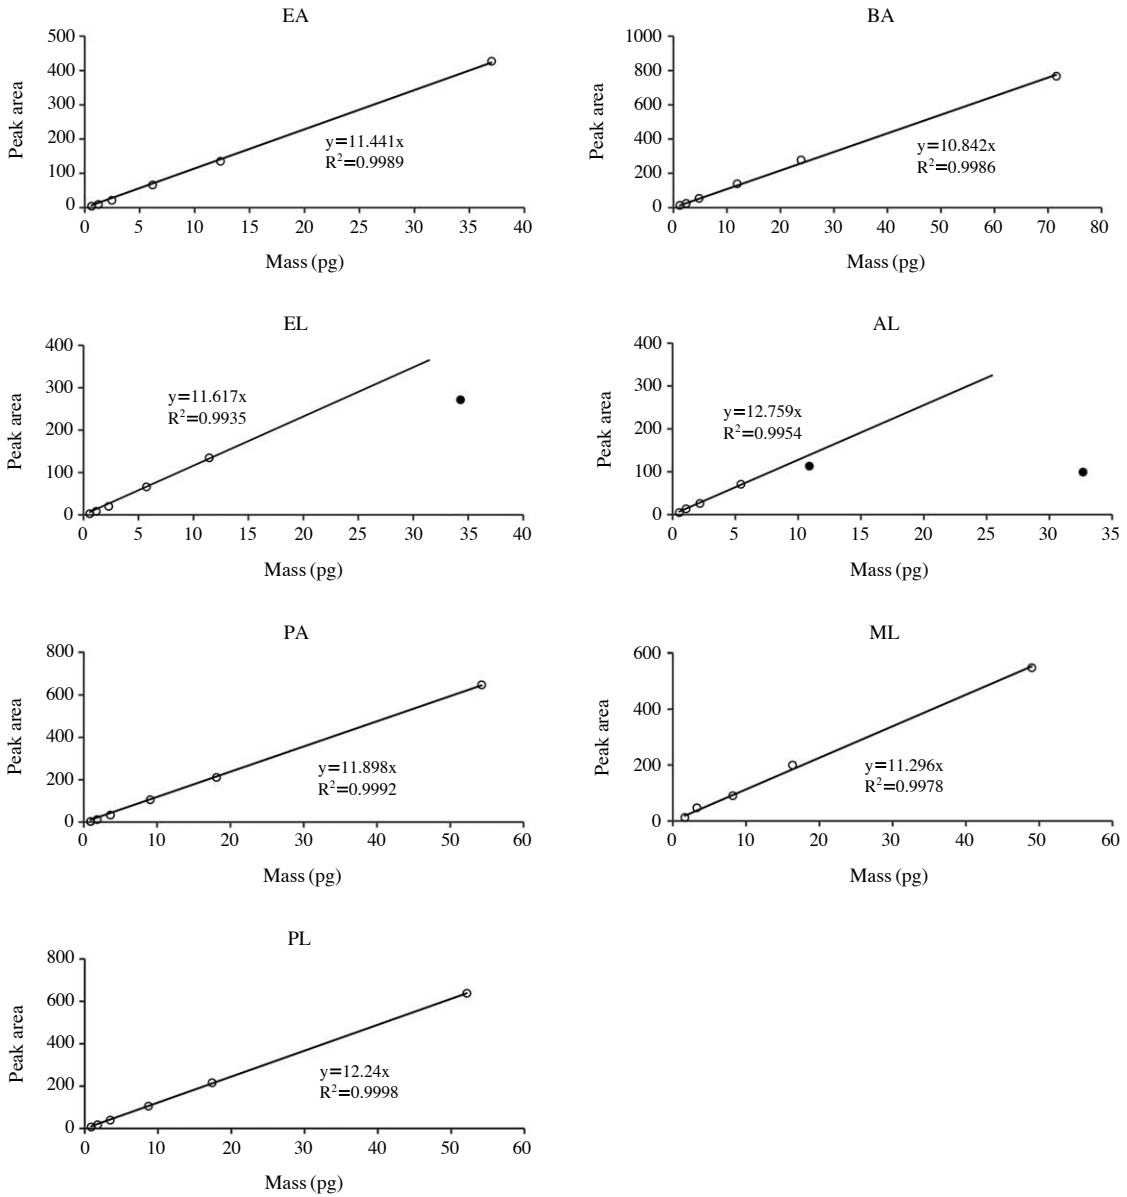 EA
500
400
300
200
100
0
Peak area
y=11.441x
R²=0.9989
0 5 10 15 20 25 30 35 40
Mass (pg)
BA
1000
800
600
400
200
0
Peak area
y=10.842x
R²=0.9986
0 10 20 30 40 50 60 70 80
Mass (pg)
EL
400
300
200
100
0
Peak area
y=11.617x
R²=0.9935
0 5 10 15 20 25 30 35 40
Mass (pg)
AL
400
300
200
100
0
Peak area
y=12.759x
R²=0.9954
0 5 10 15 20 25 30 35
Mass (pg)
PA
800
600
400
200
0
Peak area
y=11.898x
R²=0.9992
0 10 20 30 40 50 60
Mass (pg)
ML
600
400
200
0
Peak area
y=11.296x
R²=0.9978
0 10 20 30 40 50 60
Mass (pg)
PL
800
600
400
200
0
Peak area
y=12.24x
R²=0.9998
0 10 20 30 40 50 60
Mass (pg)